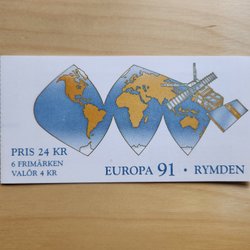 PRIS 24 KR
6 FRIMÄRKEN
VALÖR 4 KR
EUROPA 91 • RYMDEN